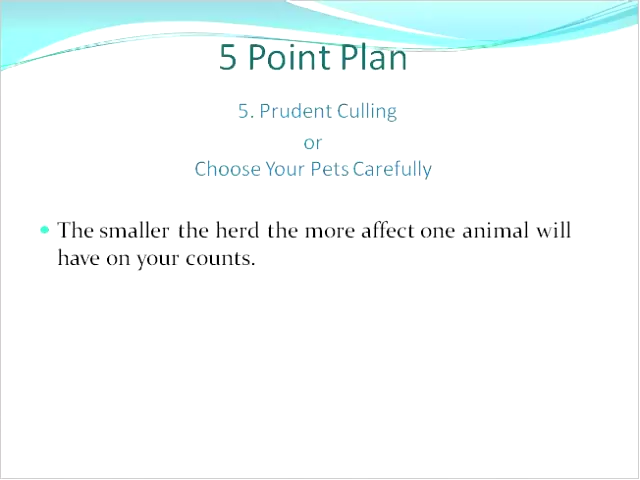 5 Point Plan
5. Prudent Culling
or
Choose Your Pets Carefully
The smaller the herd the more affect one animal will
have on your counts.